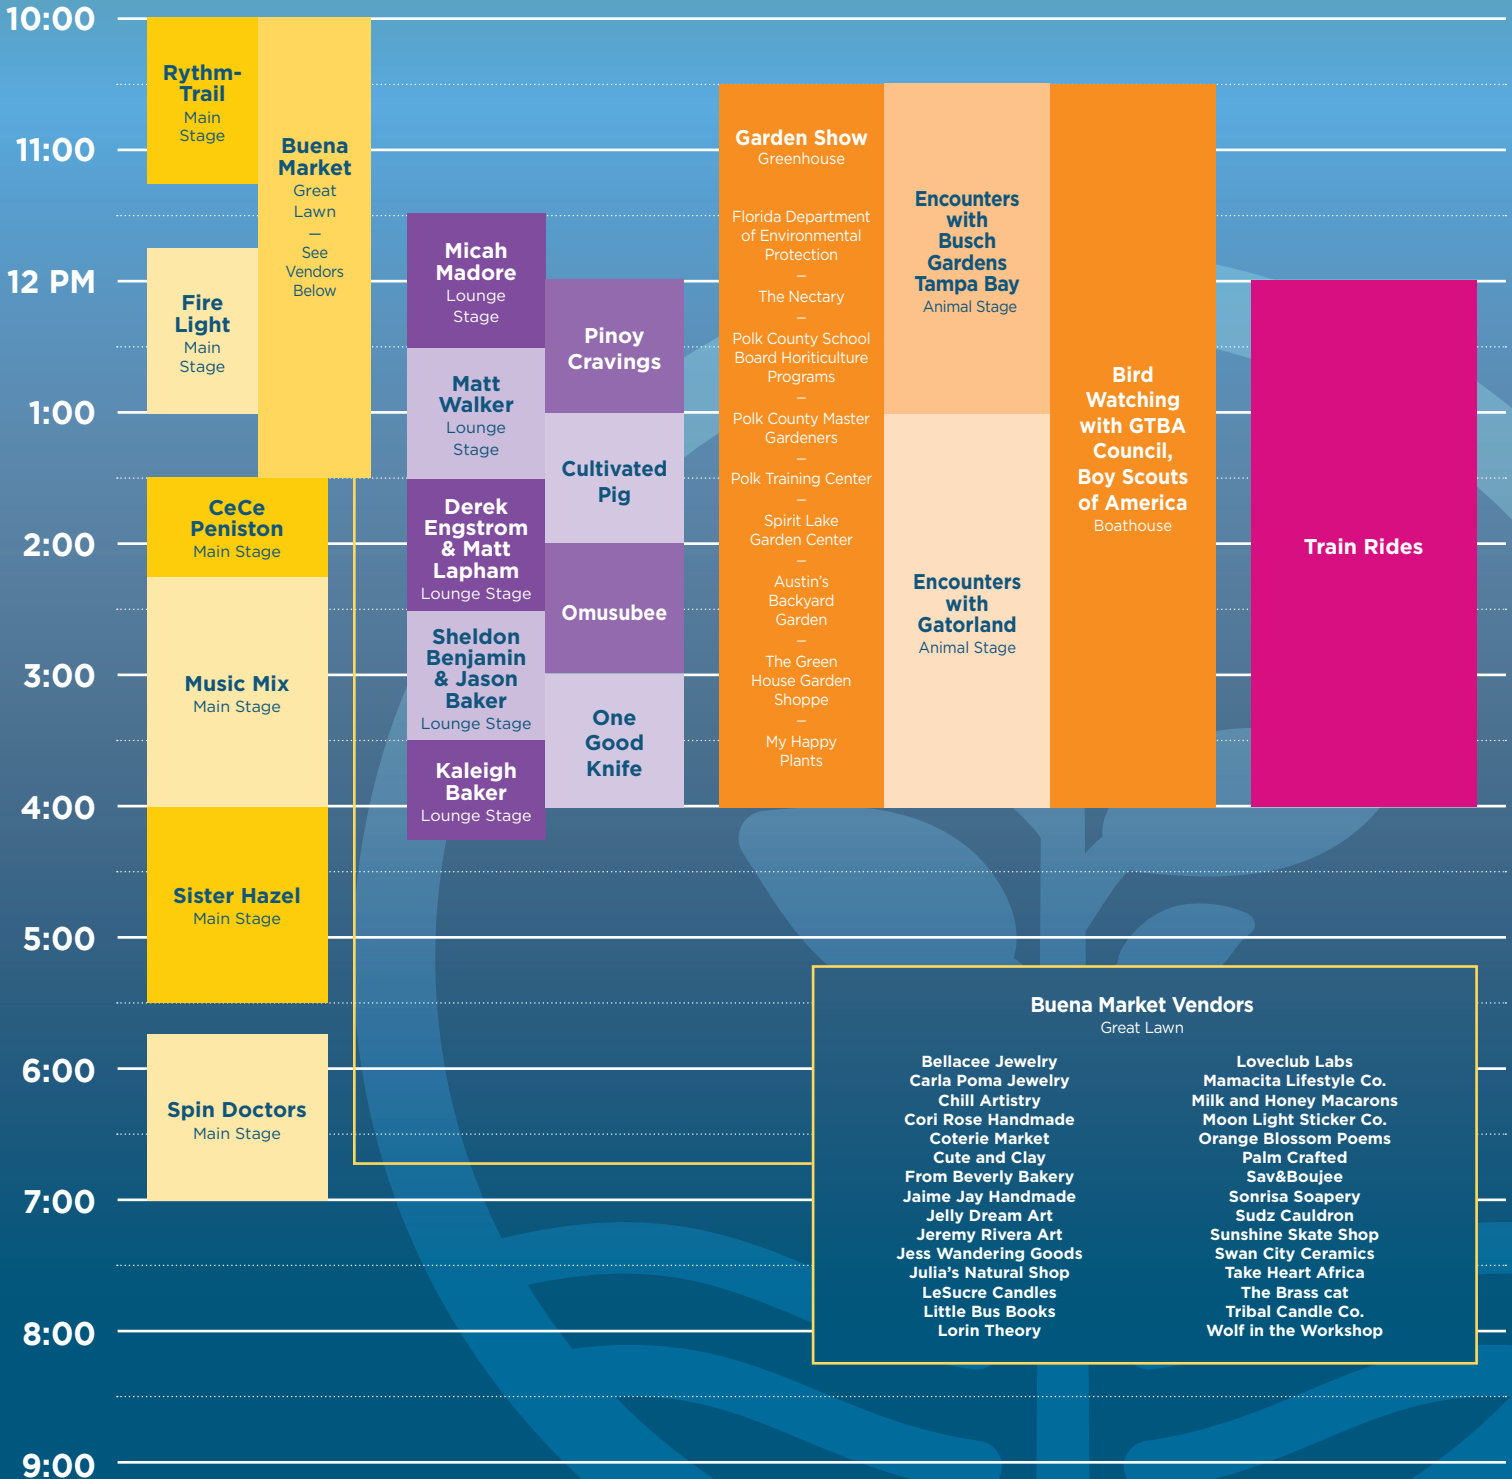 10:00
11:00
12 PM
1:00
2:00
3:00
4:00
5:00
6:00
7:00
8:00
9:00
Rythm-
Trail
Main
Stage
Fire
Light
Main
Stage
CeCe
Peniston
Main Stage
Music Mix
Main Stage
Sister Hazel
Main Stage
Spin Doctors
Main Stage
Buena
Market
Great
Lawn
–
See
Vendors
Below
Micah
Madore
Lounge
Stage
Matt
Walker
Lounge
Stage
Derek
Engstrom
& Matt
Lapham
Lounge Stage
Sheldon
Benjamin
& Jason
Baker
Lounge Stage
Kaleigh
Baker
Lounge Stage
Pinoy
Cravings
Cultivated
Pig
Omusubee
One
Good
Knife
Garden Show
Greenhouse
Florida Department
of Environmental
Protection
–
The Nectary
–
Polk County School
Board Horiticulture
Programs
–
Polk County Master
Gardeners
–
Polk Training Center
–
Spirit Lake
Garden Center
–
Austin's
Backyard
Garden
–
The Green
House Garden
Shoppe
–
My Happy
Plants
Encounters
with
Busch
Gardens
Tampa Bay
Animal Stage
Encounters
with
Gatorland
Animal Stage
Bird
Watching
with GTBA
Council,
Boy Scouts
of America
Boathouse
Train Rides
Buena Market Vendors
Great Lawn
Bellacee Jewelry
Carla Poma Jewelry
Chill Artistry
Cori Rose Handmade
Coterie Market
Cute and Clay
From Beverly Bakery
Jaime Jay Handmade
Jelly Dream Art
Jeremy Rivera Art
Jess Wandering Goods
Julia's Natural Shop
LeSucre Candles
Little Bus Books
Lorin Theory
Loveclub Labs
Mamacita Lifestyle Co.
Milk and Honey Macarons
Moon Light Sticker Co.
Orange Blossom Poems
Palm Crafted
Sav&Boujee
Sonrisa Soapery
Sudz Cauldron
Sunshine Skate Shop
Swan City Ceramics
Take Heart Africa
The Brass cat
Tribal Candle Co.
Wolf in the Workshop